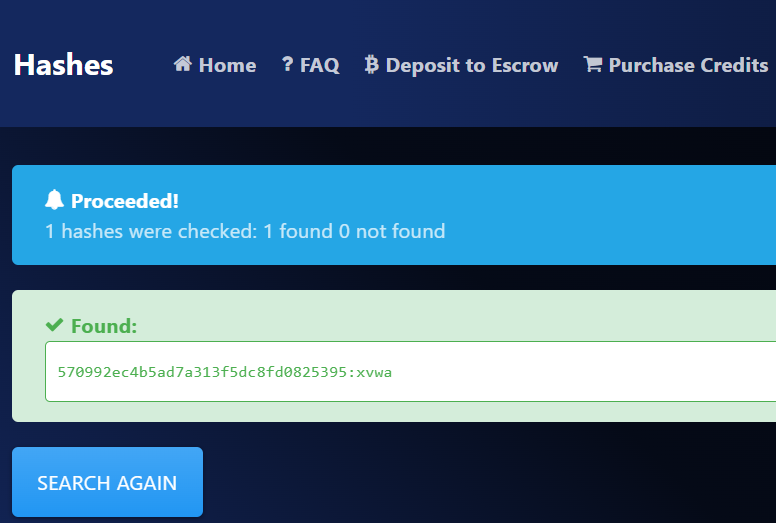 Hashes Home ? FAQ Deposit to Escrow Purchase Credits
Proceeded!
1 hashes were checked: 1 found 0 not found
Found:
570992ec4b5ad7a313f5dc8fd0825395:xvwa
SEARCH AGAIN